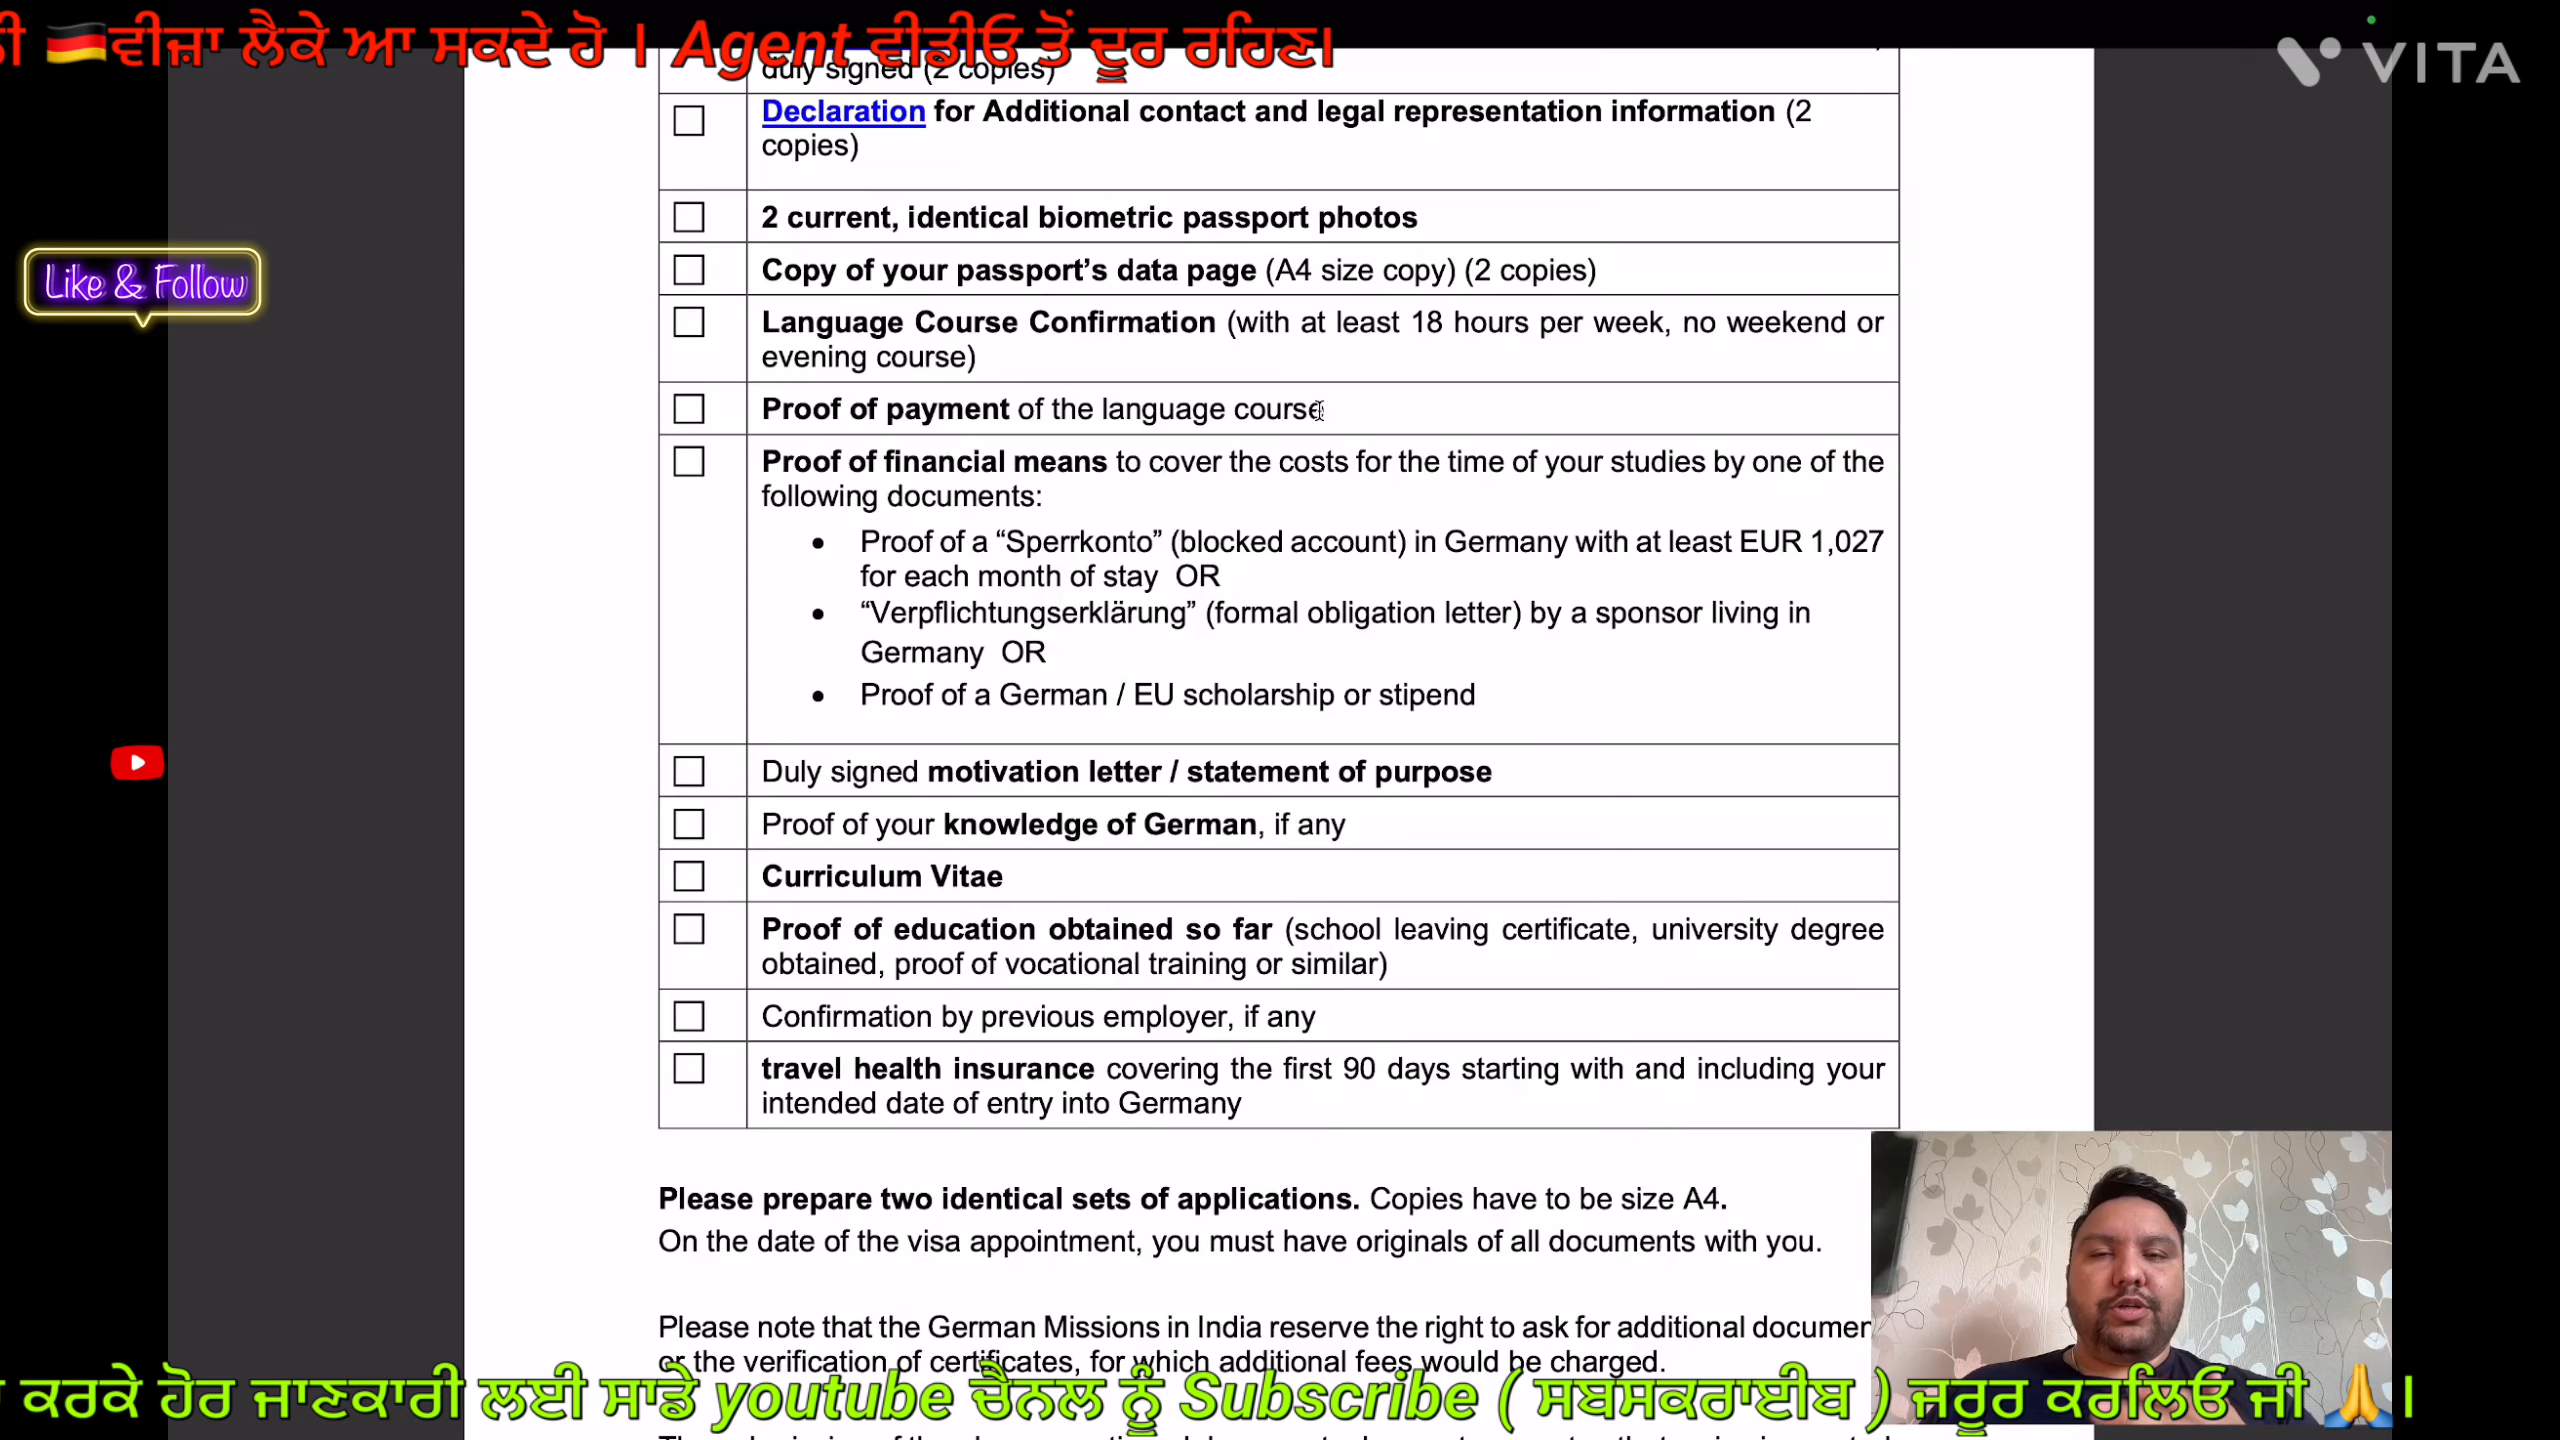 ਵੀਜ਼ਾ ਲੈਕੇ ਆ ਸਕਦੇ ਹੋ । Agent ਵੀਡੀਓ ਤੋਂ ਦੂਰ ਰਹਿਣ।
VITA
duly signed (2 copies)
Declaration for Additional contact and legal representation information (2
copies)
2 current, identical biometric passport photos
Copy of your passport’s data page (A4 size copy) (2 copies)
Like & Follow
Language Course Confirmation (with at least 18 hours per week, no weekend or
evening course)
Proof of payment of the language course
Proof of financial means to cover the costs for the time of your studies by one of the
following documents:
• Proof of a “Sperrkonto” (blocked account) in Germany with at least EUR 1,027
for each month of stay OR
• “Verpflichtungserklärung” (formal obligation letter) by a sponsor living in
Germany OR
• Proof of a German / EU scholarship or stipend
Duly signed motivation letter / statement of purpose
Proof of your knowledge of German, if any
Curriculum Vitae
Proof of education obtained so far (school leaving certificate, university degree
obtained, proof of vocational training or similar)
Confirmation by previous employer, if any
travel health insurance covering the first 90 days starting with and including your
intended date of entry into Germany
Please prepare two identical sets of applications. Copies have to be size A4.
On the date of the visa appointment, you must have originals of all documents with you.
Please note that the German Missions in India reserve the right to ask for additional documen
or the verification of certificates, for which additional fees would be charged.
ਕਰਕੇ ਹੋਰ ਜਾਣਕਾਰੀ ਲਈ ਸਾਡੇ youtube ਚੈਨਲ ਨੂੰ Subscribe ( ਸਬਸਕਰਾਈਬ ) ਜਰੂਰ ਕਰਲਿਓ ਜੀ 🙏 ।